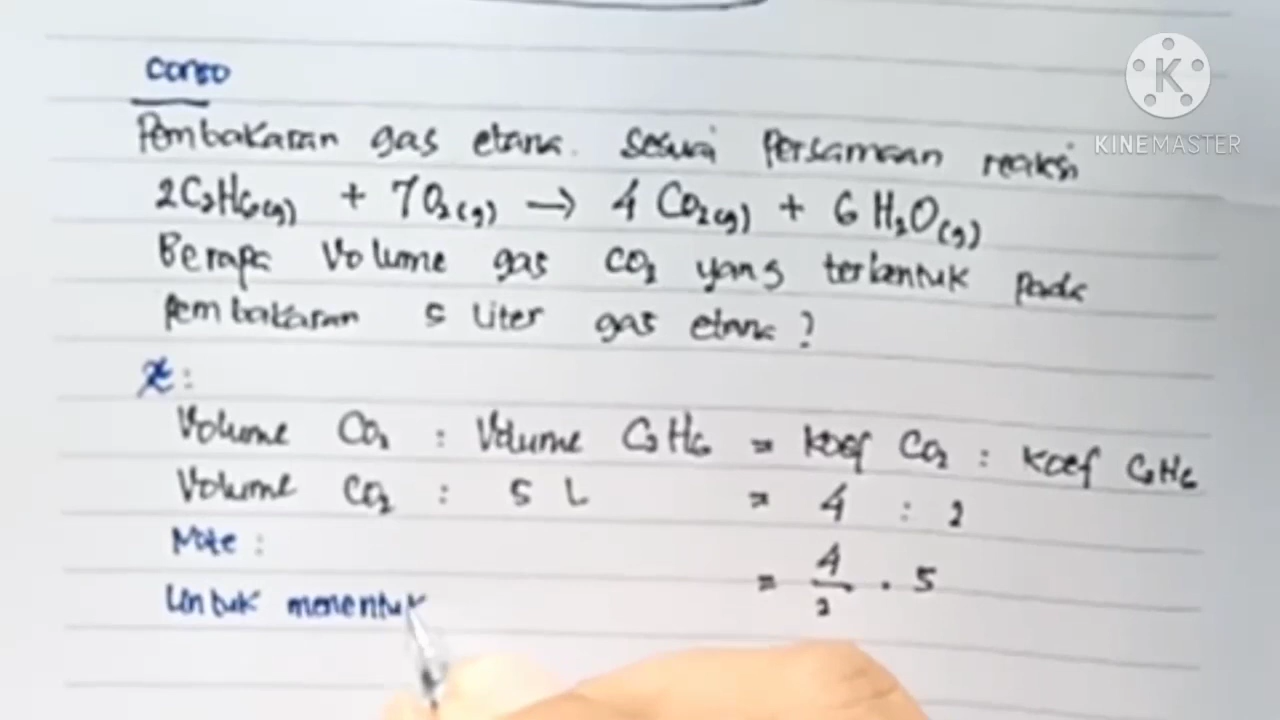 Conto
Pembakaran gas etana sesuai Persamaan reaksi
2C2H6(g) + 7O2(g) → 4 CO2(g) + 6 H2O(g)
Berapa Volume gas CO2 yang terbentuk pada
Pembakaran 5 Liter gas etana?
Volume CO2 : Volume C2H6 = koef CO2 : koef C2H6
Volume CO2 : 5 L = 4 : 2
Note :
= 4/2 . 5
Untuk menentuk
K
KINEMASTER